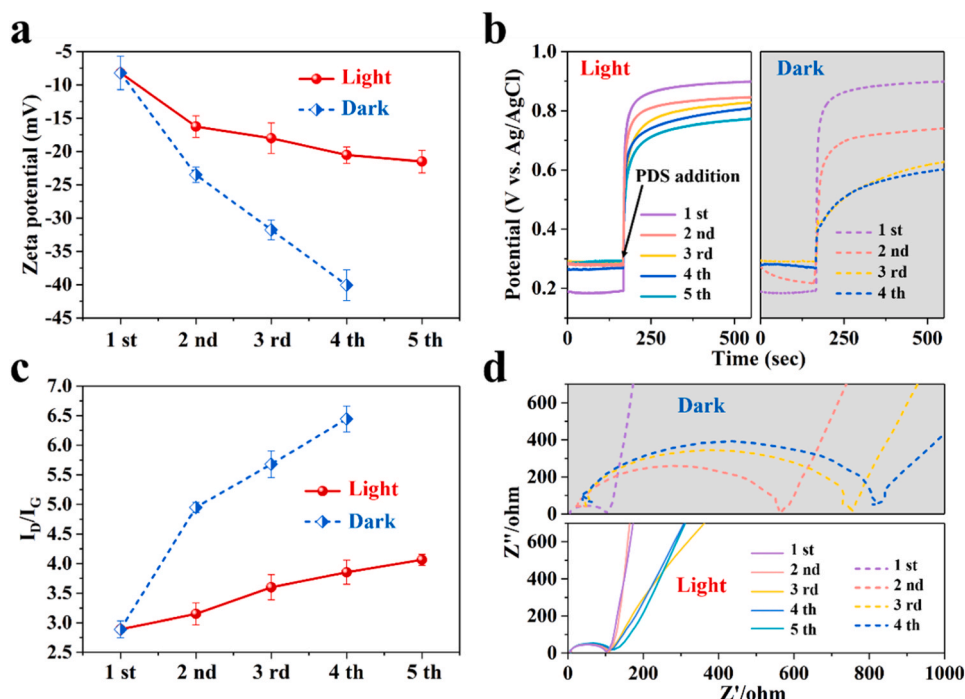 a
-5
-10
-15
-20
-25
-30
-35
-40
-45
Zeta potential (mV)
Light
Dark
1 st
2 nd
3 rd
4 th
5 th
b
1.0
0.8
0.6
0.4
0.2
Potential (V vs. Ag/AgCl)
Light
Dark
PDS addition
1 st
2 nd
3 rd
4 th
5 th
1 st
2 nd
3 rd
4 th
0 250 500 0 250 500
Time (sec)
c
7.0
6.5
6.0
5.5
5.0
4.5
4.0
3.5
3.0
2.5
I_D/I_G
Light
Dark
1 st
2 nd
3 rd
4 th
5 th
d
600
400
200
0
Dark
Z''/ohm
600
400
200
0
Light
1 st
2 nd
3 rd
4 th
5 th
1 st
2 nd
3 rd
4 th
0 200 400 600 800 1000
Z'/ohm